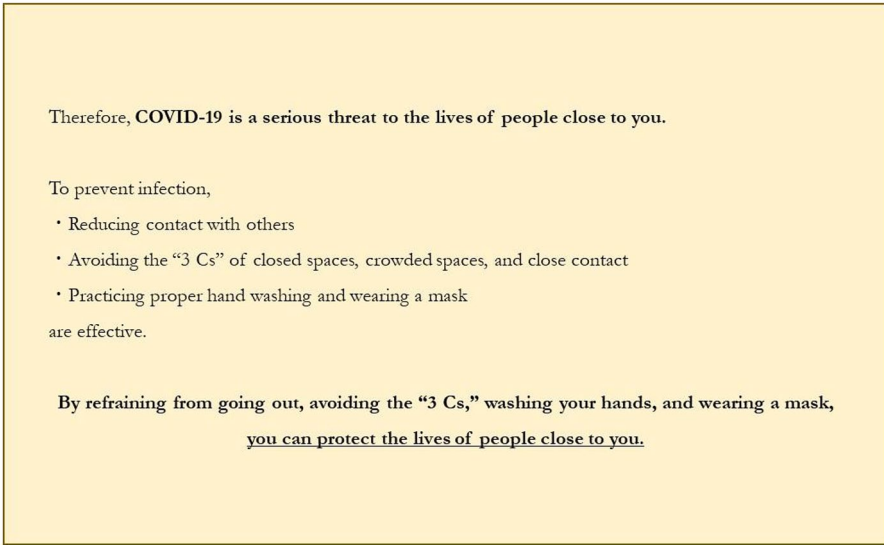 Therefore, COVID-19 is a serious threat to the lives of people close to you.
To prevent infection,
・Reducing contact with others
・Avoiding the “3 Cs” of closed spaces, crowded spaces, and close contact
・Practicing proper hand washing and wearing a mask
are effective.
By refraining from going out, avoiding the “3 Cs,” washing your hands, and wearing a mask,
you can protect the lives of people close to you.